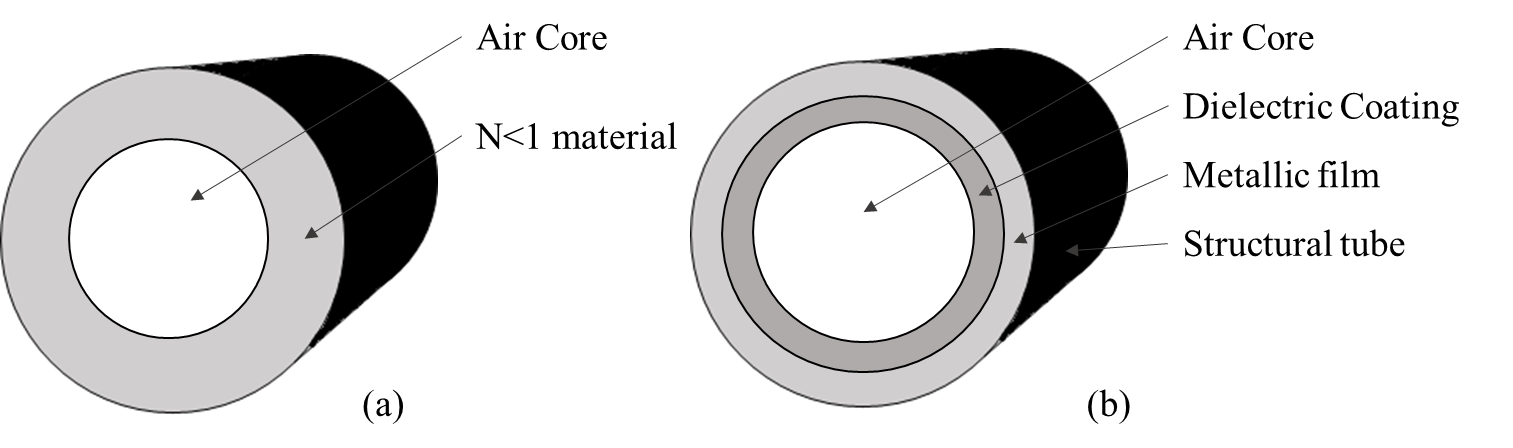 Air Core
N<1 material
(a)
Air Core
Dielectric Coating
Metallic film
Structural tube
(b)